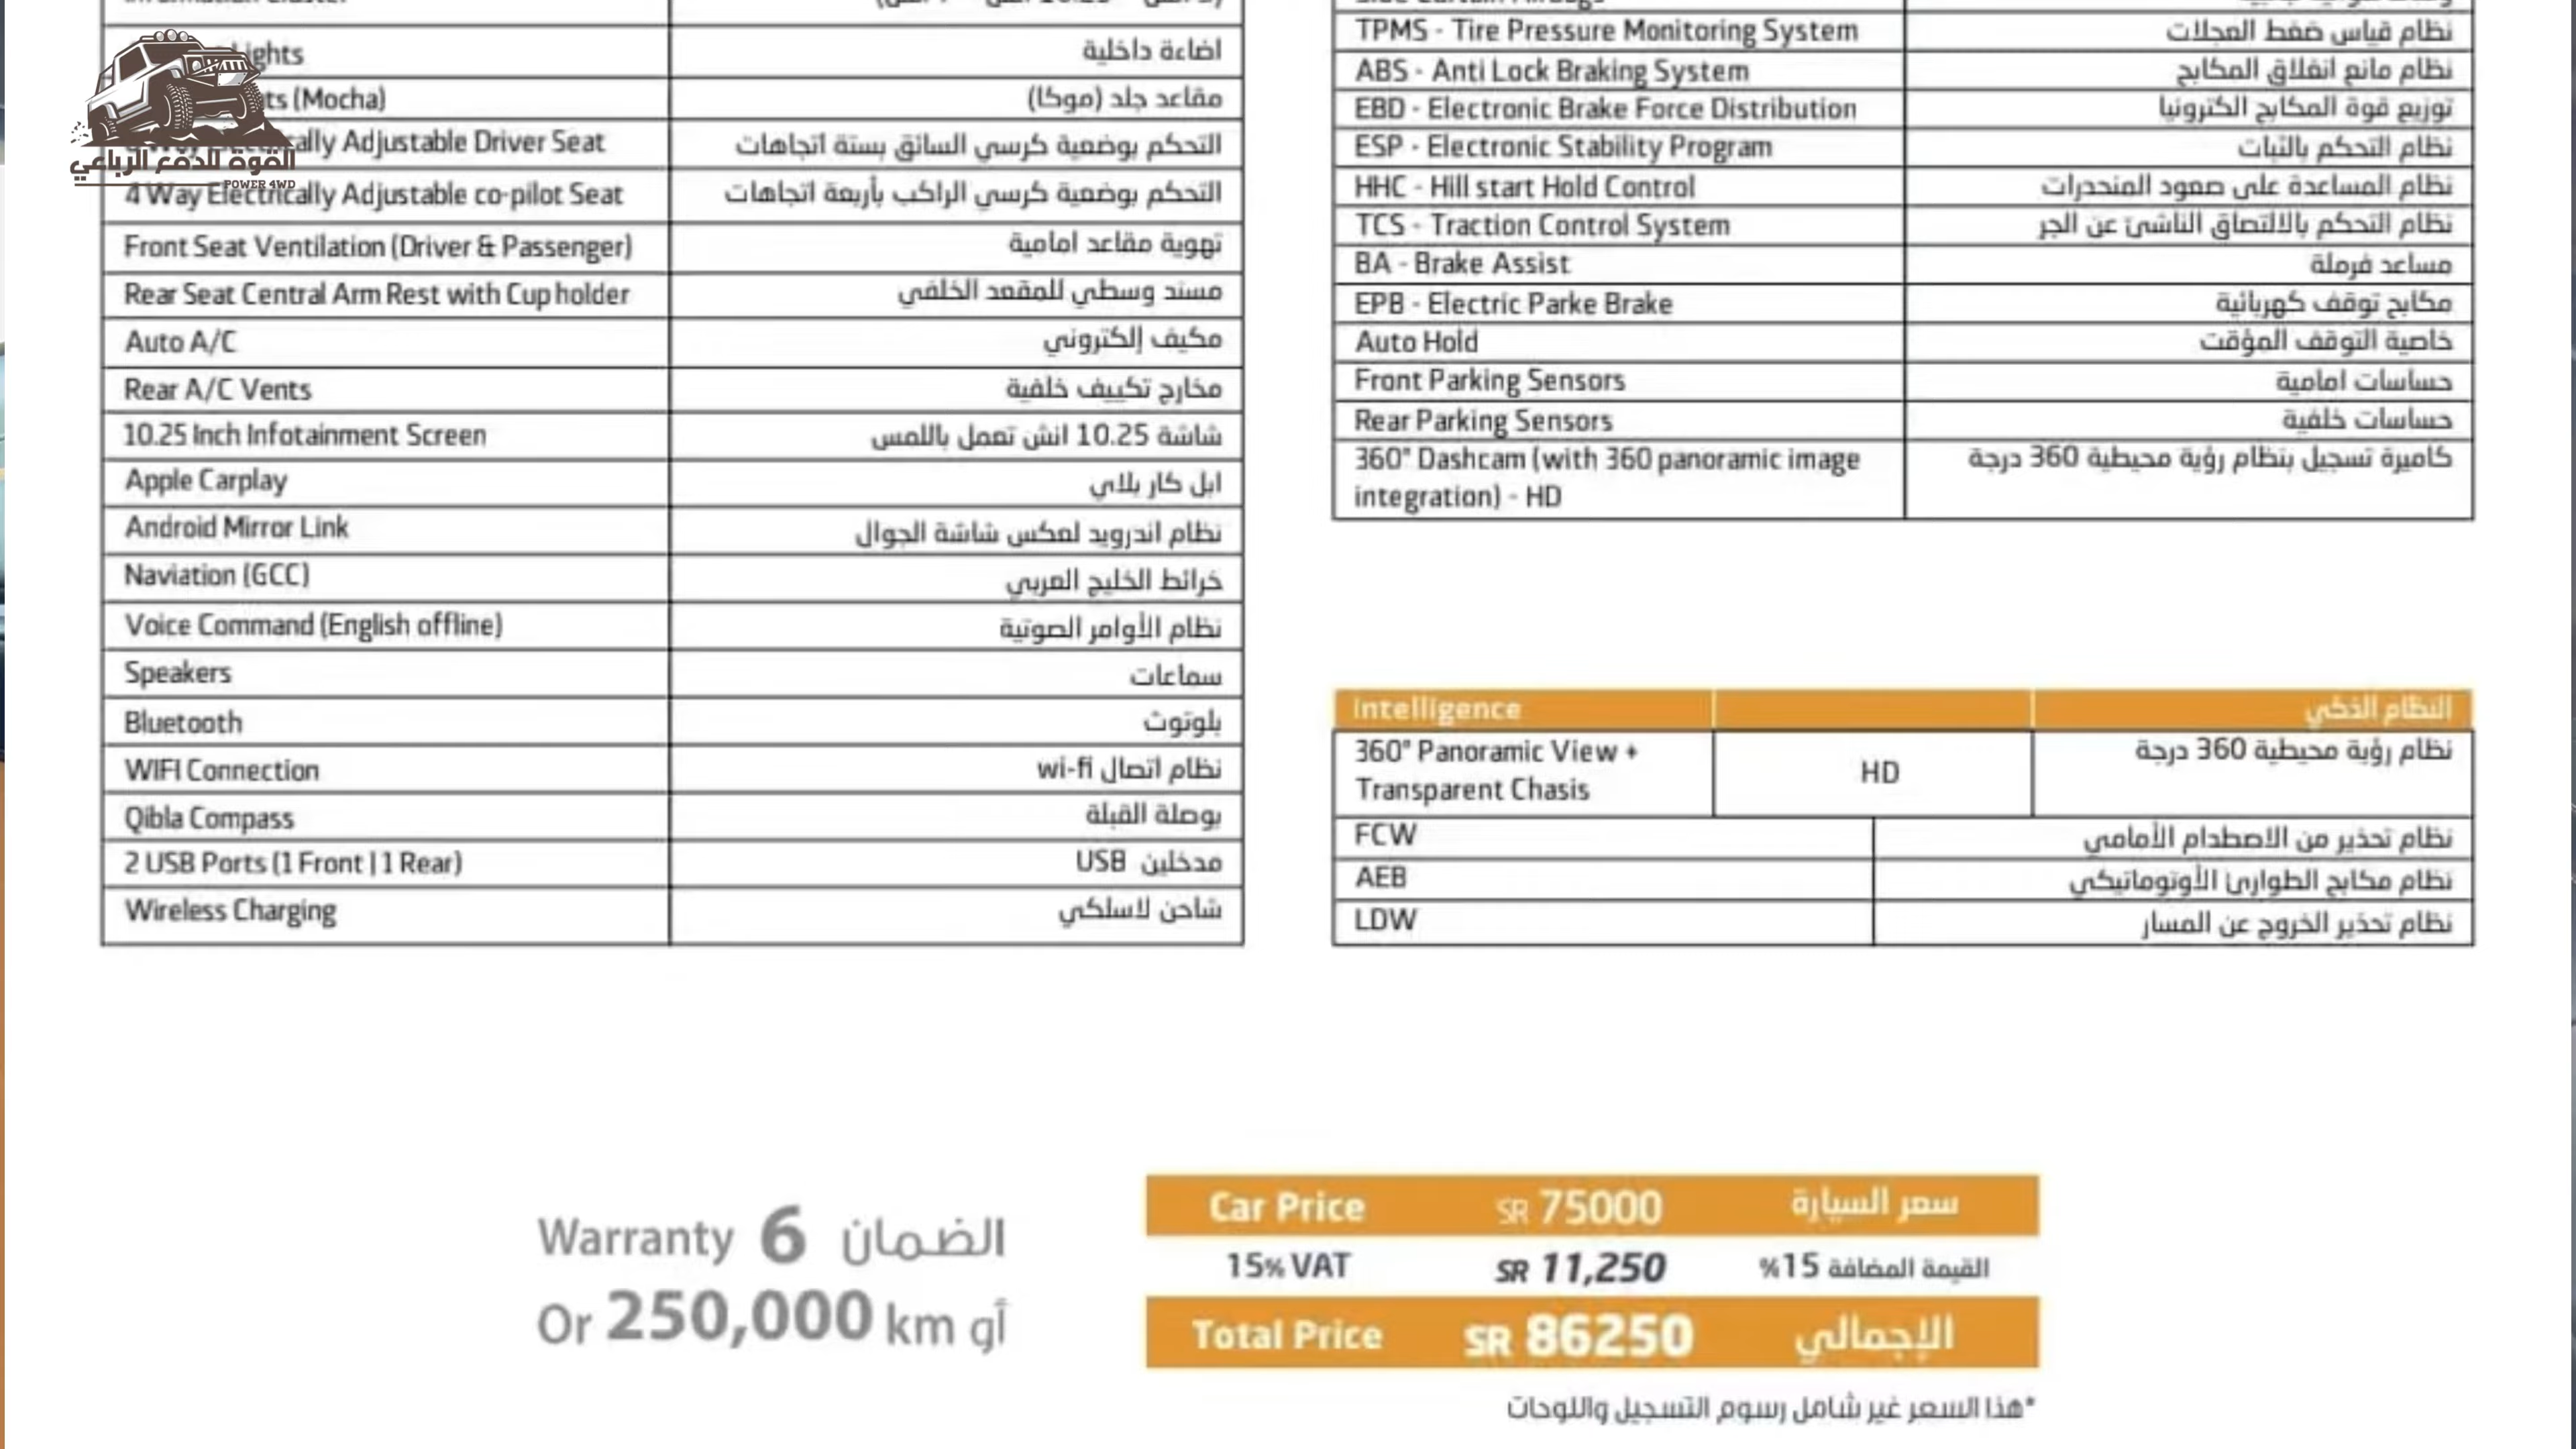 Lights
اضاءة داخلية
(Mocha)
مقاعد جلد (موكا)
Adjustable Driver Seat
التحكم بوضعية كرسي السائق بستة اتجاهات
القوة للدفع الرباعي
POWER 4WD
4 Way Electrically Adjustable co-pilot Seat
التحكم بوضعية كرسي الراكب بأربعة اتجاهات
Front Seat Ventilation (Driver & Passenger)
تهوية مقاعد امامية
Rear Seat Central Arm Rest with Cup holder
مسند وسطي للمقعد الخلفي
Auto A/C
مكيف إلكتروني
Rear A/C Vents
مخارج تكييف خلفية
10.25 Inch Infotainment Screen
شاشة 10.25 انش تعمل باللمس
Apple Carplay
ابل كار بلاي
Android Mirror Link
نظام اندرويد لعكس شاشة الجوال
Naviation (GCC)
خرائط الخليج العربي
Voice Command (English offline)
نظام الأوامر الصوتية
Speakers
سماعات
Bluetooth
بلوتوث
WIFI Connection
نظام اتصال wi-fi
Qibla Compass
بوصلة القبلة
2 USB Ports (1 Front | 1 Rear)
مدخلين USB
Wireless Charging
شاحن لاسلكي
TPMS - Tire Pressure Monitoring System
نظام قياس ضغط العجلات
ABS - Anti Lock Braking System
نظام مانع انغلاق المكابح
EBD - Electronic Brake Force Distribution
توزيع قوة المكابح الكترونيا
ESP - Electronic Stability Program
نظام التحكم بالثبات
HHC - Hill start Hold Control
نظام المساعدة على صعود المنحدرات
TCS - Traction Control System
نظام التحكم بالالتصاق الناشئ عن الجر
BA - Brake Assist
مساعد فرملة
EPB - Electric Parke Brake
مكابح توقف كهربائية
Auto Hold
خاصية التوقف المؤقت
Front Parking Sensors
حساسات امامية
Rear Parking Sensors
حساسات خلفية
360° Dashcam (with 360 panoramic image
integration) - HD
كاميرة تسجيل بنظام رؤية محيطية 360 درجة
Intelligence
النظام الذكي
360° Panoramic View +
Transparent Chasis
HD
نظام رؤية محيطية 360 درجة
FCW
نظام تحذير من الاصطدام الأمامي
AEB
نظام مكابح الطوارئ الأوتوماتيكي
LDW
نظام تحذير الخروج عن المسار
Warranty 6 الضمان
Or 250,000 km أو
Car Price SR 75000 سعر السيارة
15% VAT SR 11,250 القيمة المضافة 15%
Total Price SR 86250 الإجمالي
*هذا السعر غير شامل رسوم التسجيل واللوحات